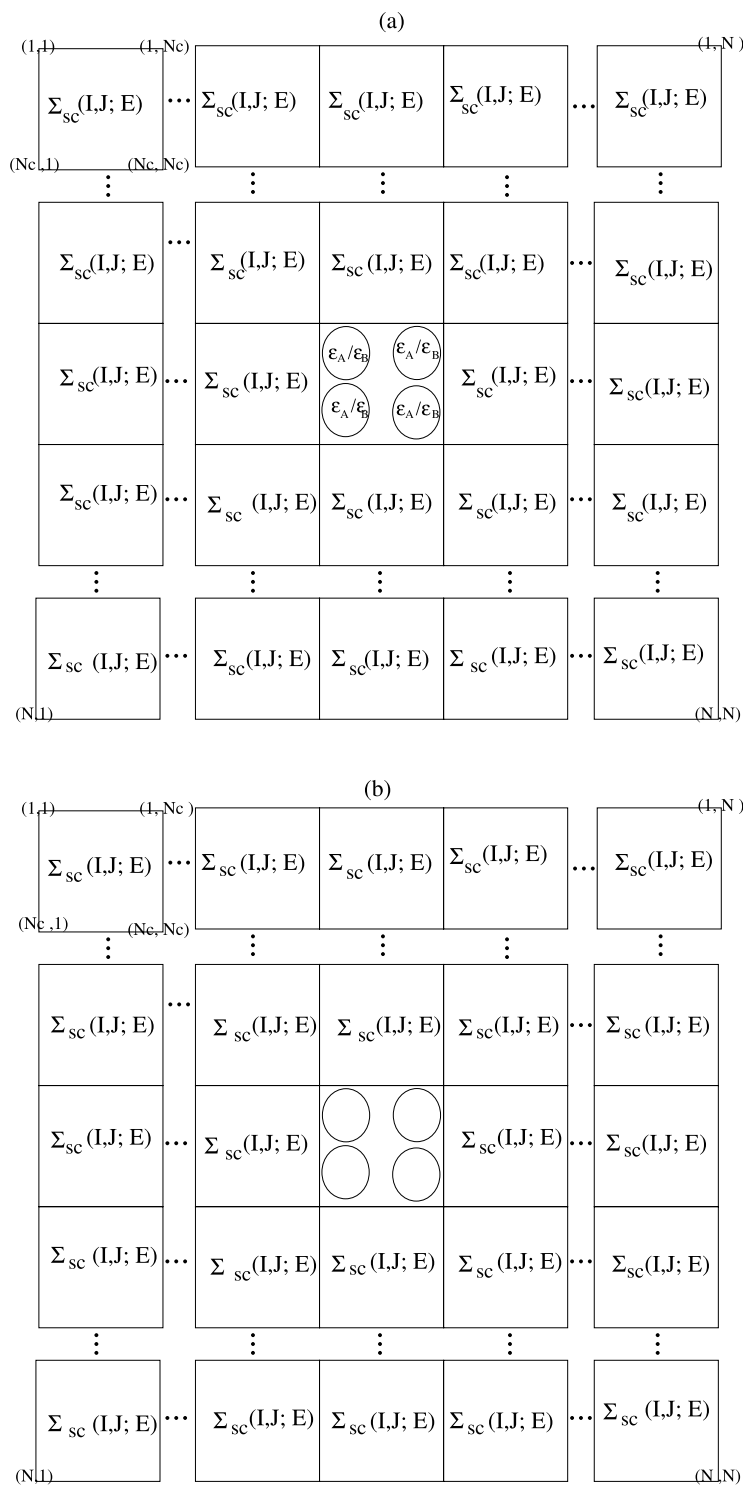 (a)
(1,1) (1, Nc) (1, N )
Σsc(I,J; E) ... Σsc(I,J; E) Σsc(I,J; E) Σsc(I,J; E) ... Σsc(I,J; E)
(Nc ,1) (Nc, Nc)
Σsc(I,J; E) ... Σsc(I,J; E) Σsc(I,J; E) Σsc(I,J; E) ... Σsc(I,J; E)
εA/εB εA/εB
Σsc(I,J; E) ... Σsc(I,J; E) Σsc(I,J; E) ... Σsc(I,J; E)
εA/εB εA/εB
Σsc(I,J; E) ... Σsc (I,J; E) Σsc(I,J; E) Σsc(I,J; E) ... Σsc(I,J; E)
Σsc (I,J; E) ... Σsc(I,J; E) Σsc(I,J; E) Σsc (I,J; E) ... Σsc(I,J; E)
(N,1) (N,N)
(b)
(1,1) (1, Nc ) (1, N )
Σsc (I,J; E) ... Σsc(I,J; E) Σsc(I,J; E) Σsc(I,J; E) ... Σsc(I,J; E)
(Nc ,1) (Nc, Nc)
Σsc (I,J; E) ... Σsc(I,J; E) Σsc(I,J; E) Σsc(I,J; E) ... Σsc(I,J; E)
Σsc (I,J; E) ... Σsc(I,J; E) Σsc(I,J; E) ... Σsc(I,J; E)
Σsc (I,J; E) ... Σ sc(I,J; E) Σsc (I,J; E) Σsc(I,J; E) ... Σsc(I,J; E)
Σsc (I,J; E) ... Σsc(I,J; E) Σsc(I,J; E) Σsc (I,J; E) ... Σsc (I,J; E)
(N,1) (N,N)